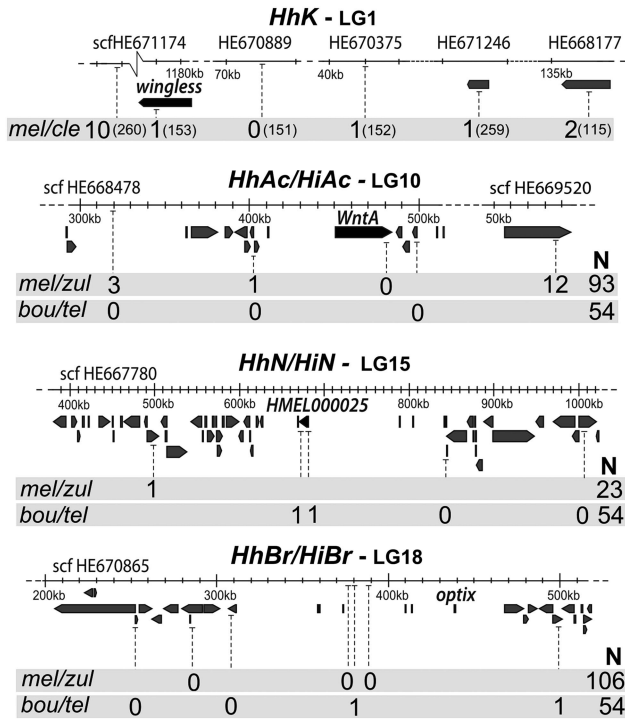 HhK - LG1
scfHE671174 HE670889 HE670375 HE671246 HE668177
1180kb 70kb 40kb 135kb
wingless
mel/cle 10(260) 1(153) 0(151) 1(152) 1(259) 2(115)
HhAc/HiAc - LG10
scf HE668478 HE669520
300kb 400kb 500kb 50kb
WntA
N
mel/zul 3 1 0 12 93
bou/tel 0 0 0 54
HhN/HiN - LG15
scf HE667780
400kb 500kb 600kb 800kb 900kb 1000kb
HMEL000025
N
mel/zul 1 23
bou/tel 1 1 0 0 54
HhBr/HiBr - LG18
scf HE670865
200kb 300kb 400kb 500kb
optix
N
mel/zul 0 0 0 106
bou/tel 0 0 1 1 54